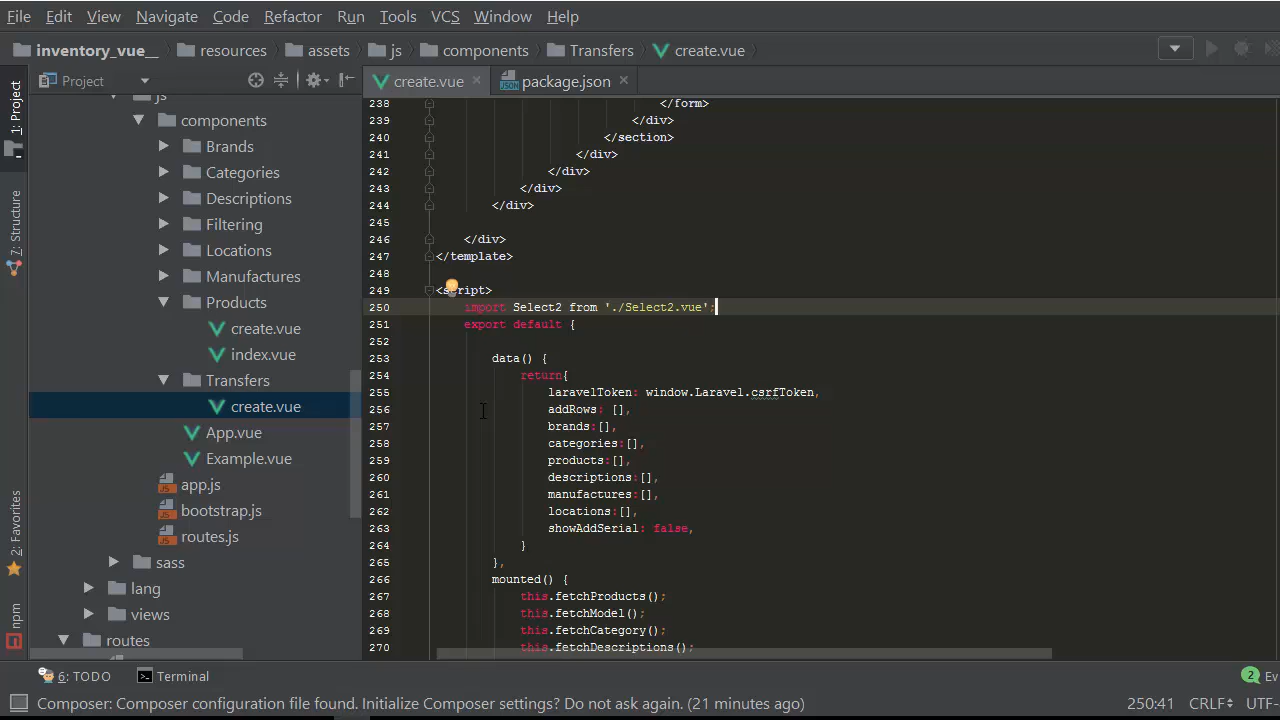 File Edit View Navigate Code Refactor Run Tools VCS Window Help
inventory_vue__ resources assets js components Transfers create.vue
Project create.vue package.json
1: Project
7: Structure
2: Favorites
npm
js
components
Brands
Categories
Descriptions
Filtering
Locations
Manufactures
Products
create.vue
index.vue
Transfers
create.vue
App.vue
Example.vue
app.js
bootstrap.js
routes.js
sass
lang
views
routes
238 </form>
239 </div>
240 </section>
241 </div>
242 </div>
243 </div>
244 </div>
245
246 </div>
247 </template>
248
249 <script>
250 import Select2 from './Select2.vue';
251 export default {
252
253 data() {
254 return{
255 laravelToken: window.Laravel.csrfToken,
256 addRows: [],
257 brands:[],
258 categories:[],
259 products:[],
260 descriptions:[],
261 manufactures:[],
262 locations:[],
263 showAddSerial: false,
264 }
265 },
266 mounted() {
267 this.fetchProducts();
268 this.fetchModel();
269 this.fetchCategory();
270 this.fetchDescriptions();
6: TODO Terminal 2 Ev
Composer: Composer configuration file found. Initialize Composer settings? Do not ask again. (21 minutes ago) 250:41 CRLF UTF-